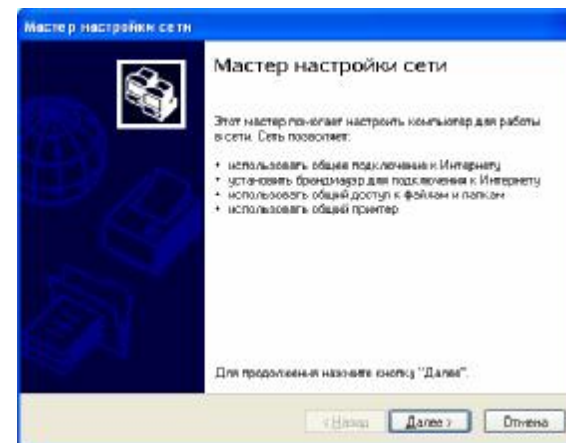 Мастер настройки сети
Мастер настройки сети
Этот мастер помогает настроить компьютер для работы
в сети. Сеть позволяет:
• использовать общее подключение к Интернету
• установить брандмауэр для подключения к Интернету
• использовать общий доступ к файлам и папкам
• использовать общий принтер
Для продолжения нажмите кнопку "Далее".
< Назад Далее > Отмена